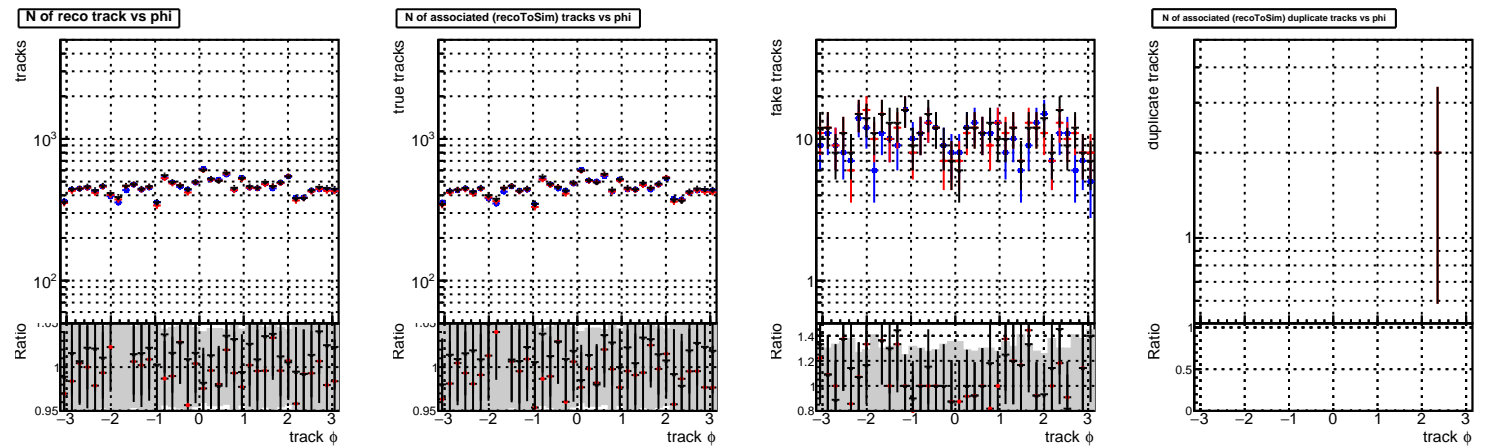 N of reco track vs phi
tracks
10³
10²
Ratio
1.05
1
0.95
−3 −2 −1 0 1 2 3
track ϕ
N of associated (recoToSim) tracks vs phi
true tracks
10³
10²
Ratio
1.05
1
0.95
−3 −2 −1 0 1 2 3
track ϕ
fake tracks
10
1
Ratio
1.4
1.2
1
0.8
−3 −2 −1 0 1 2 3
track ϕ
N of associated (recoToSim) duplicate tracks vs phi
duplicate tracks
1
Ratio
1
0.5
0
−3 −2 −1 0 1 2 3
track ϕ